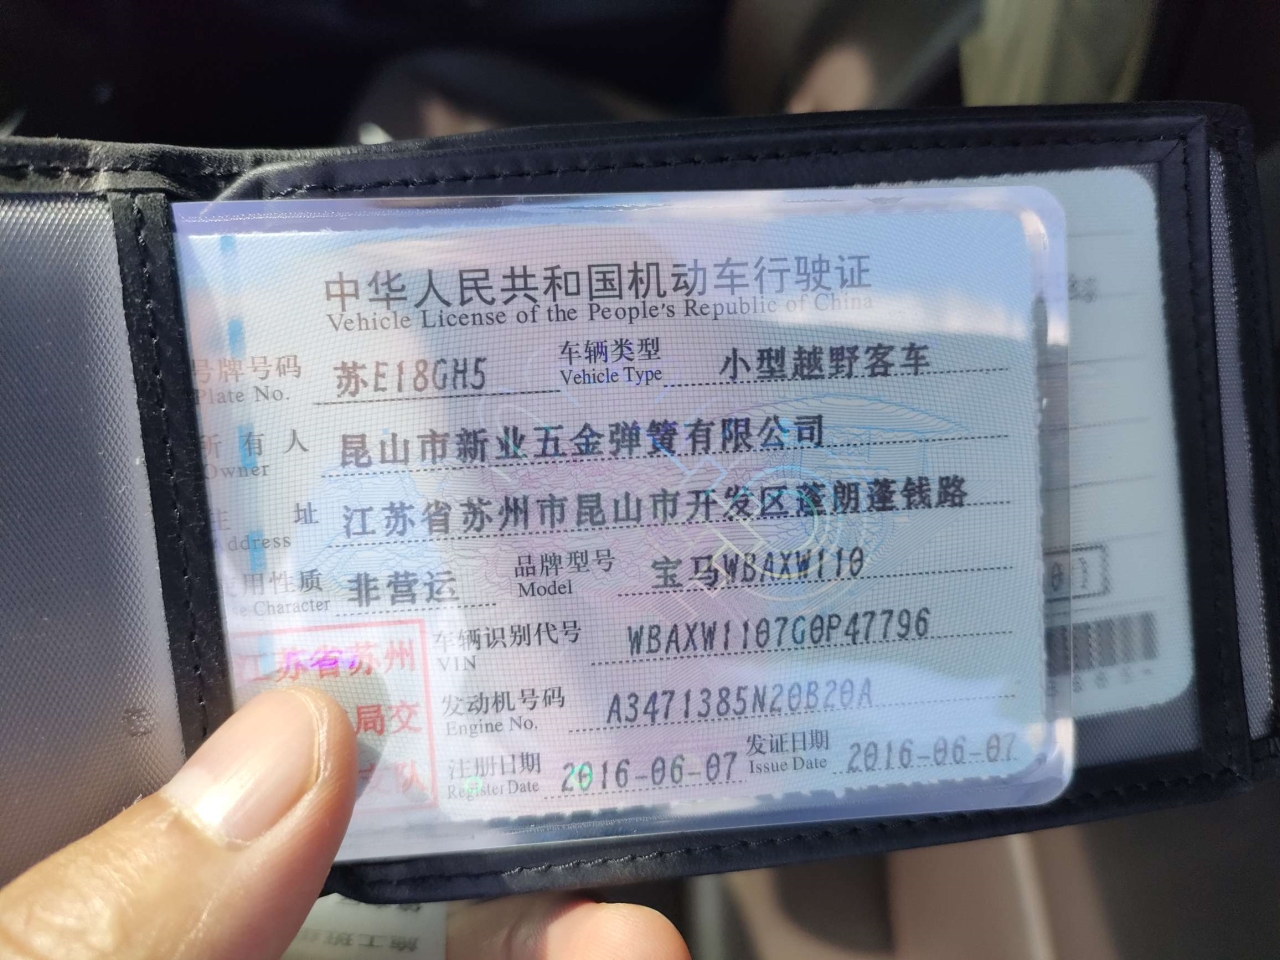 中华人民共和国机动车行驶证
Vehicle License of the People's Republic of China
号牌号码 苏E18GH5 车辆类型 小型越野客车
Plate No. Vehicle Type
所有人 昆山市新业五金弹簧有限公司
Owner
址 江苏省苏州市昆山市开发区蓬朗蓬钱路
Address
用性质 非营运 品牌型号 宝马WBAXW110
e Character Model
车辆识别代号 WBAXW1107G0P47796
VIN
发动机号码 A3471385N20B20A
Engine No.
注册日期 2016-06-07 发证日期 2016-06-07
Register Date Issue Date
江苏省苏州
局交
支队